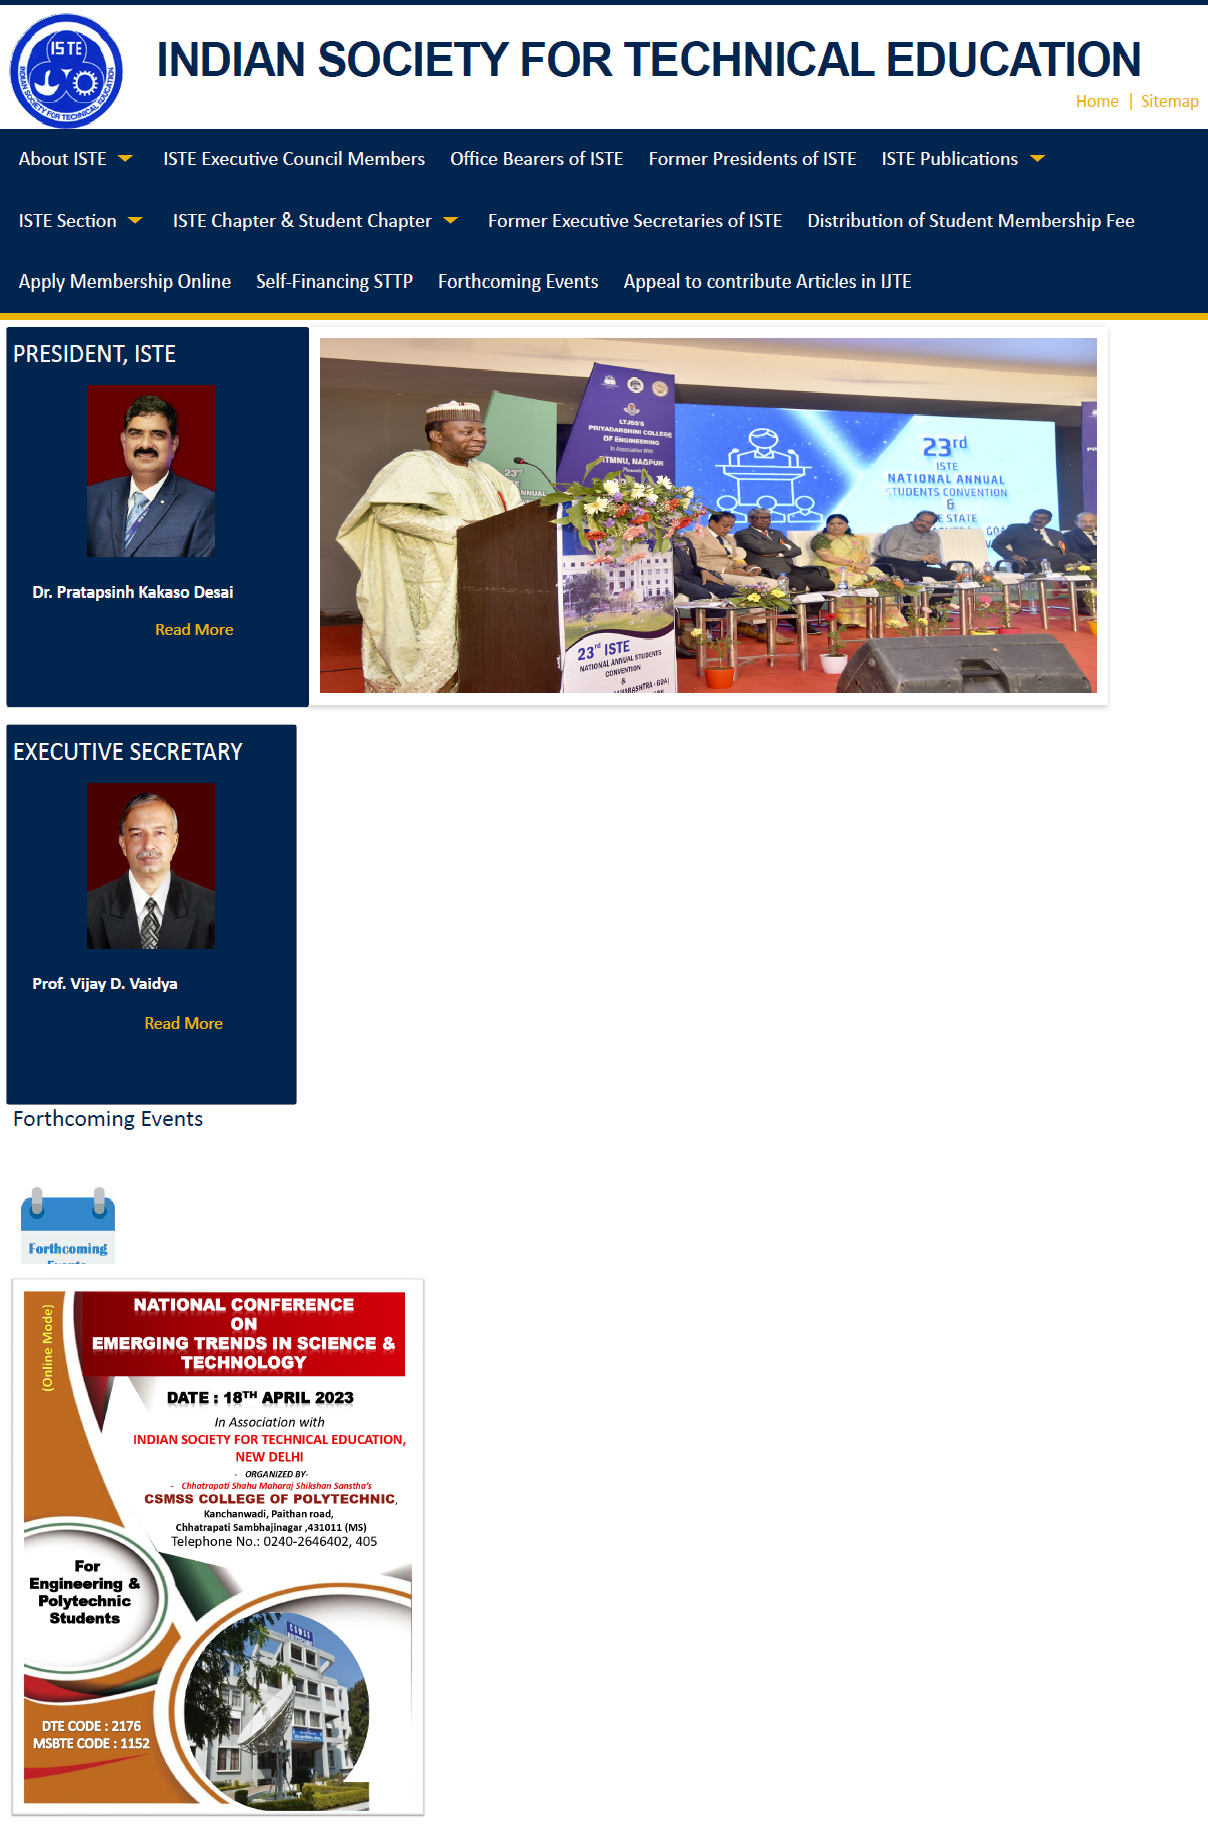 ISTE
INDIAN SOCIETY FOR TECHNICAL EDUCATION
INDIAN SOCIETY FOR TECHNICAL EDUCATION
Home | Sitemap
About ISTE ISTE Executive Council Members Office Bearers of ISTE Former Presidents of ISTE ISTE Publications
ISTE Section ISTE Chapter & Student Chapter Former Executive Secretaries of ISTE Distribution of Student Membership Fee
Apply Membership Online Self-Financing STTP Forthcoming Events Appeal to contribute Articles in IJTE
PRESIDENT, ISTE
Dr. Pratapsinh Kakaso Desai
Read More
LTJSS'S
PRIYADARSHINI COLLEGE
OF ENGINEERING
In Association With
RTMNU, NAGPUR
Presents
23rd
ANNUAL
23rd
ISTE
NATIONAL ANNUAL
STUDENTS CONVENTION
&
STATE
23rd ISTE
NATIONAL ANNUAL STUDENTS
CONVENTION
&
MAHARASHTRA - GOA
EXECUTIVE SECRETARY
Prof. Vijay D. Vaidya
Read More
Forthcoming Events
Forthcoming
Events
(Online Mode)
NATIONAL CONFERENCE
ON
EMERGING TRENDS IN SCIENCE &
TECHNOLOGY
DATE : 18TH APRIL 2023
In Association with
INDIAN SOCIETY FOR TECHNICAL EDUCATION,
NEW DELHI
- ORGANIZED BY-
- Chhatrapati Shahu Maharaj Shikshan Sanstha's
CSMSS COLLEGE OF POLYTECHNIC,
Kanchanwadi, Paithan road,
Chhatrapati Sambhajinagar ,431011 (MS)
Telephone No.: 0240-2646402, 405
For
Engineering &
Polytechnic
Students
CSMSS
DTE CODE : 2176
MSBTE CODE : 1152